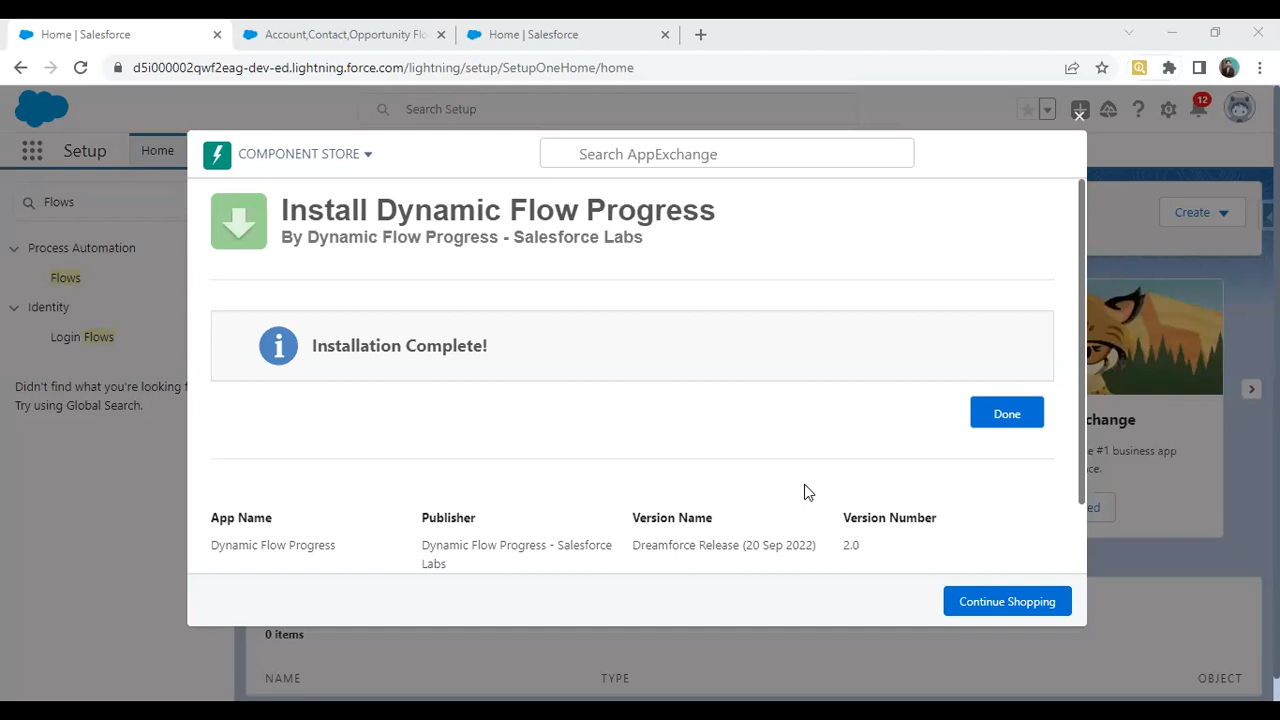 Home | Salesforce
Account,Contact,Opportunity Flo
Home | Salesforce
d5i000002qwf2eag-dev-ed.lightning.force.com/lightning/setup/SetupOneHome/home
Search Setup
12
Setup
Home
COMPONENT STORE
Search AppExchange
Flows
Process Automation
Flows
Identity
Login Flows
Didn't find what you're looking f
Try using Global Search.
Install Dynamic Flow Progress
By Dynamic Flow Progress - Salesforce Labs
Create
Installation Complete!
Done
change
e #1 business app
ce.
ed
App Name
Publisher
Version Name
Version Number
Dynamic Flow Progress
Dynamic Flow Progress - Salesforce
Labs
Dreamforce Release (20 Sep 2022)
2.0
Continue Shopping
0 items
NAME
TYPE
OBJECT